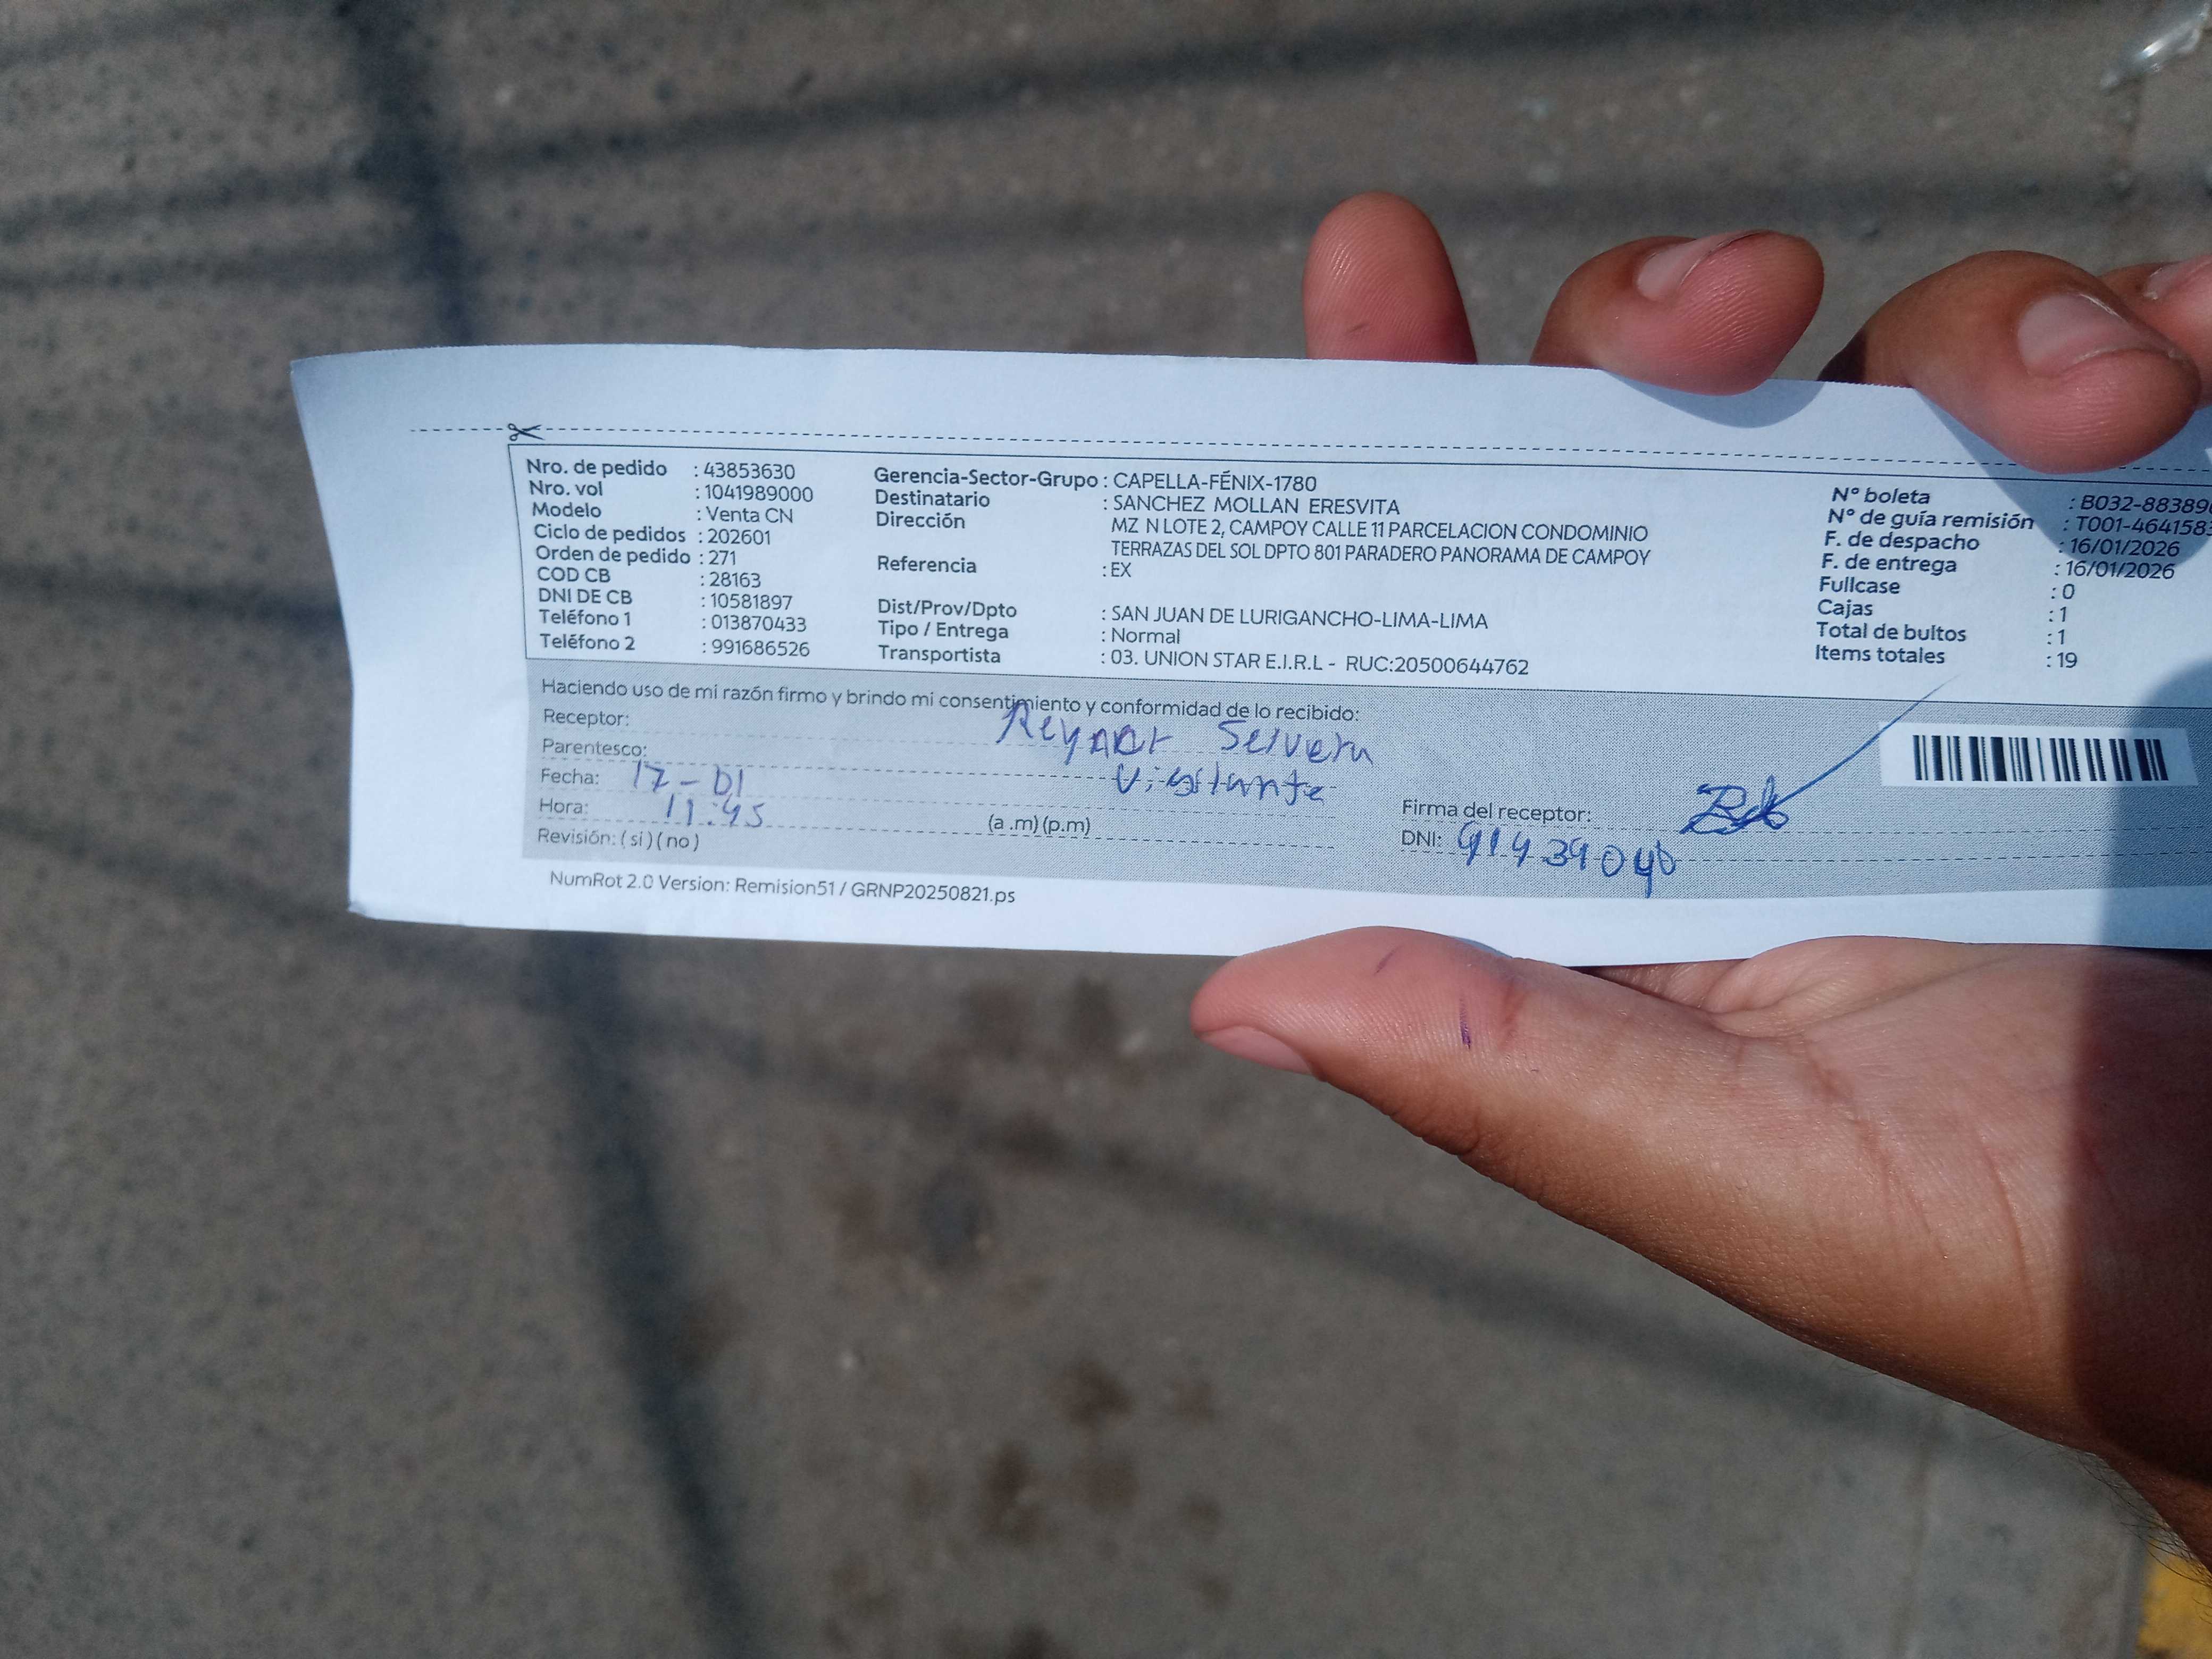 Nro. de pedido : 43853630
Nro. vol : 1041989000
Modelo : Venta CN
Ciclo de pedidos : 202601
Orden de pedido : 271
COD CB : 28163
DNI DE CB : 10581897
Teléfono 1 : 013870433
Teléfono 2 : 991686526
Gerencia-Sector-Grupo : CAPELLA-FÉNIX-1780
Destinatario : SANCHEZ MOLLAN ERESVITA
Dirección MZ N LOTE 2, CAMPOY CALLE 11 PARCELACION CONDOMINIO
TERRAZAS DEL SOL DPTO 801 PARADERO PANORAMA DE CAMPOY
Referencia : EX
Dist/Prov/Dpto : SAN JUAN DE LURIGANCHO-LIMA-LIMA
Tipo / Entrega : Normal
Transportista : 03. UNION STAR E.I.R.L - RUC:20500644762
N° boleta : B032-88389
N° de guía remisión : T001-464158
F. de despacho : 16/01/2026
F. de entrega : 16/01/2026
Fullcase : 0
Cajas : 1
Total de bultos : 1
Items totales : 19
Haciendo uso de mi razón firmo y brindo mi consentimiento y conformidad de lo recibido:
Receptor:
Parentesco: Vigilante
Fecha: 17-01
Hora: 11:45 (a .m) (p.m)
Revisión: ( si ) ( no )
Firma del receptor:
DNI:
NumRot 2.0 Version: Remision51 / GRNP20250821.ps